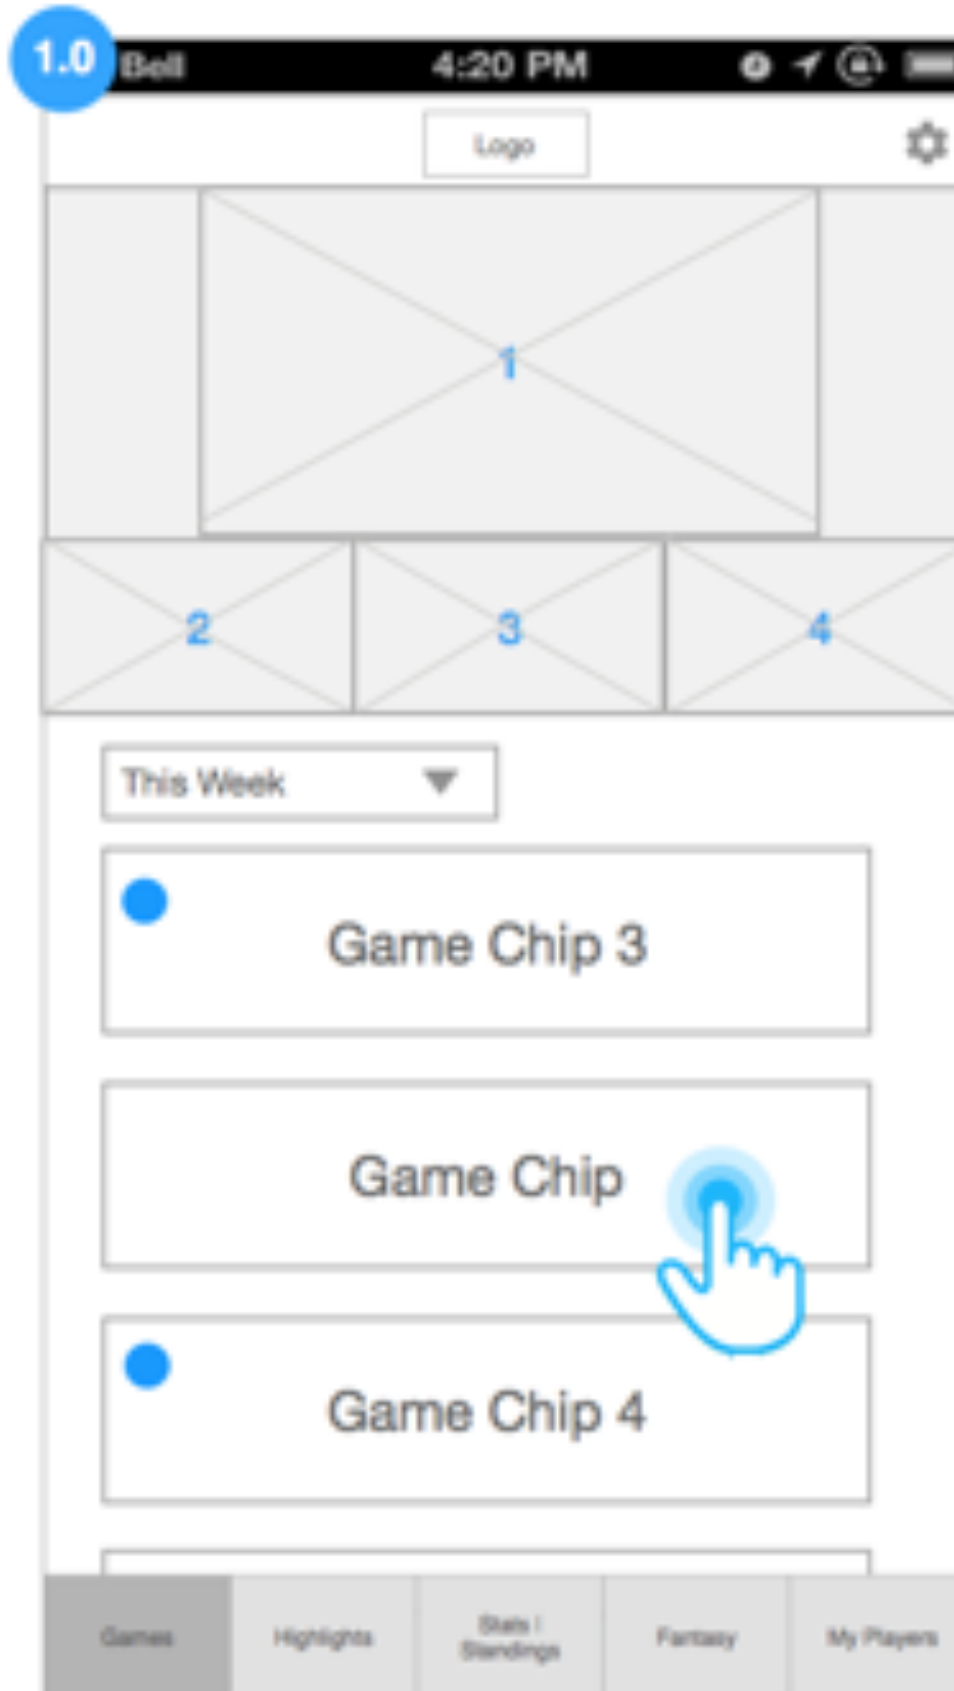 1.0
Bell 4:20 PM
Logo
1
2 3 4
This Week
Game Chip 3
Game Chip
Game Chip 4
Games Highlights Stats | Standings Fantasy My Players